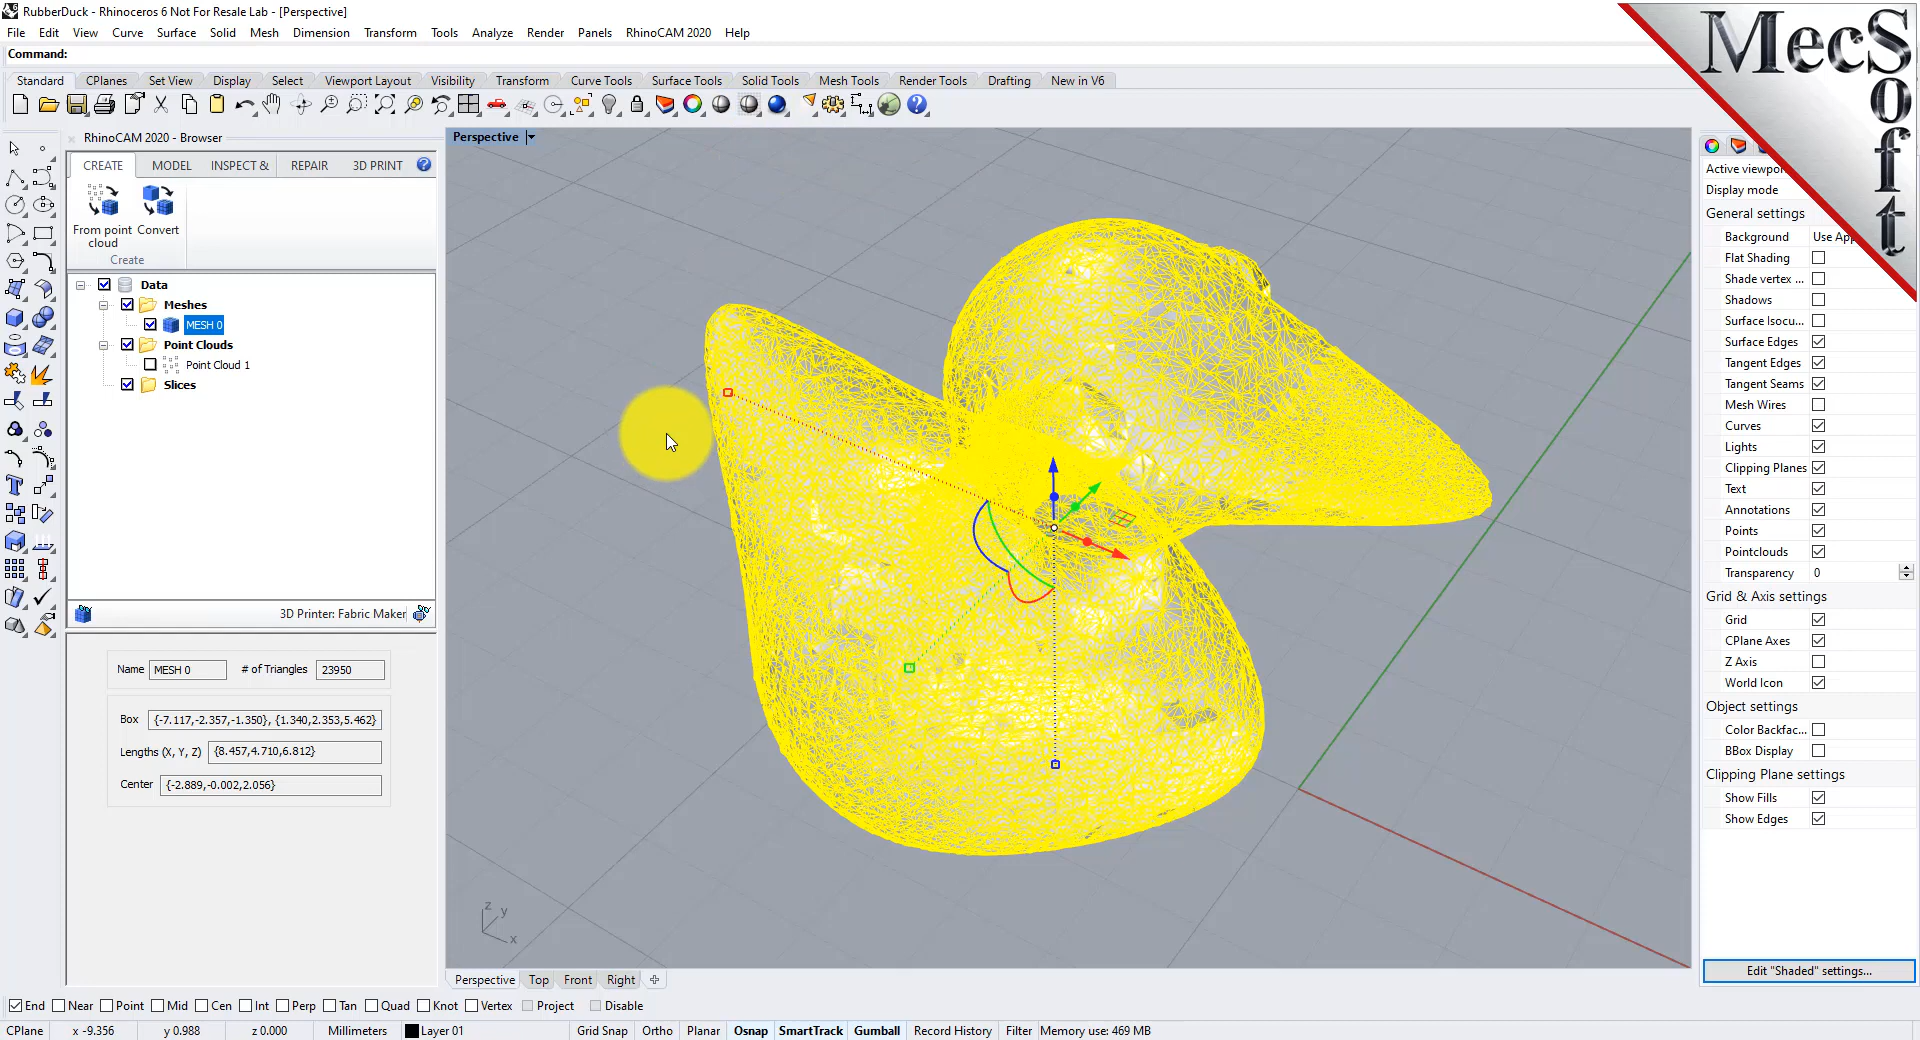 RubberDuck - Rhinoceros 6 Not For Resale Lab - [Perspective]
File Edit View Curve Surface Solid Mesh Dimension Transform Tools Analyze Render Panels RhinoCAM 2020 Help
Command:
Standard CPlanes Set View Display Select Viewport Layout Visibility Transform Curve Tools Surface Tools Solid Tools Mesh Tools Render Tools Drafting New in V6
MecSoft
RhinoCAM 2020 - Browser
CREATE MODEL INSPECT & REPAIR 3D PRINT
From point cloud
Convert
Create
Data
Meshes
MESH 0
Point Clouds
Point Cloud 1
Slices
3D Printer: Fabric Maker
Name MESH 0 # of Triangles 23950
Box {-7.117,-2.357,-1.350}, {1.340,2.353,5.462}
Lengths (X, Y, Z) {8.457,4.710,6.812}
Center {-2.889,-0.002,2.056}
Perspective
z
y
x
Perspective Top Front Right
Active viewpor
Display mode
General settings
Background Use App
Flat Shading
Shade vertex ...
Shadows
Surface Isocu...
Surface Edges
Tangent Edges
Tangent Seams
Mesh Wires
Curves
Lights
Clipping Planes
Text
Annotations
Points
Pointclouds
Transparency 0
Grid & Axis settings
Grid
CPlane Axes
Z Axis
World Icon
Object settings
Color Backfac...
BBox Display
Clipping Plane settings
Show Fills
Show Edges
Edit "Shaded" settings...
End Near Point Mid Cen Int Perp Tan Quad Knot Vertex Project Disable
CPlane x -9.356 y 0.988 z 0.000 Millimeters Layer 01 Grid Snap Ortho Planar Osnap SmartTrack Gumball Record History Filter Memory use: 469 MB